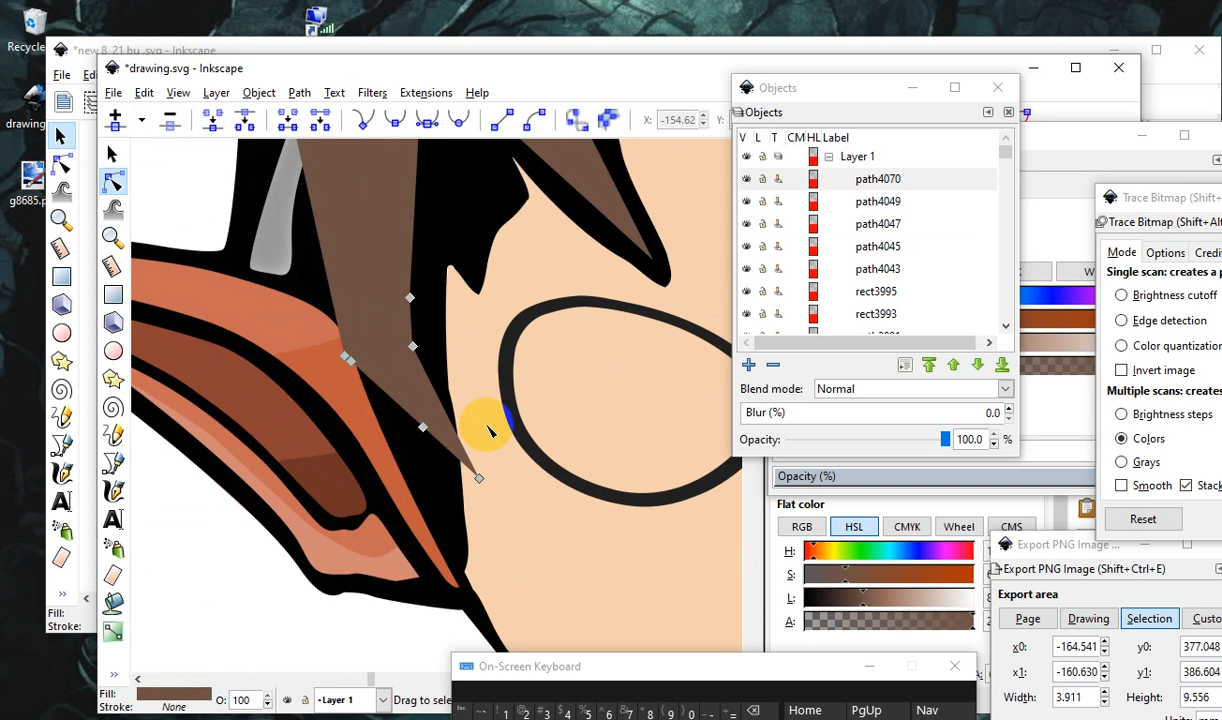 Recycle
*new 8_21 bu .svg - Inkscape
File
*drawing.svg - Inkscape
File Edit View Layer Object Path Text Filters Extensions Help
X: -154.62 Y:
drawing
g8685.p
Objects
Objects
V L T CM HL Label
Layer 1
path4070
path4049
path4047
path4045
path4043
rect3995
rect3993
Blend mode: Normal
Blur (%) 0.0
Opacity: 100.0 %
Opacity (%)
Flat color
RGB HSL CMYK Wheel CMS
H:
S:
L:
A:
Trace Bitmap (Shift+
Trace Bitmap (Shift+Alt
Mode Options Credi
Single scan: creates a p
Brightness cutoff
Edge detection
Color quantization
Invert image
Multiple scans: creates
Brightness steps
Colors
Grays
Smooth Stack
Reset
Export PNG Image ...
Export PNG Image (Shift+Ctrl+E)
Export area
Page Drawing Selection Custo
x0: -164.541 y0: 377.048
x1: -160.630 y1: 386.604
Width: 3.911 Height: 9.556
Fill:
Stroke:
Fill:
Stroke: None
O: 100
Layer 1
Drag to sele
On-Screen Keyboard
Home PgUp Nav